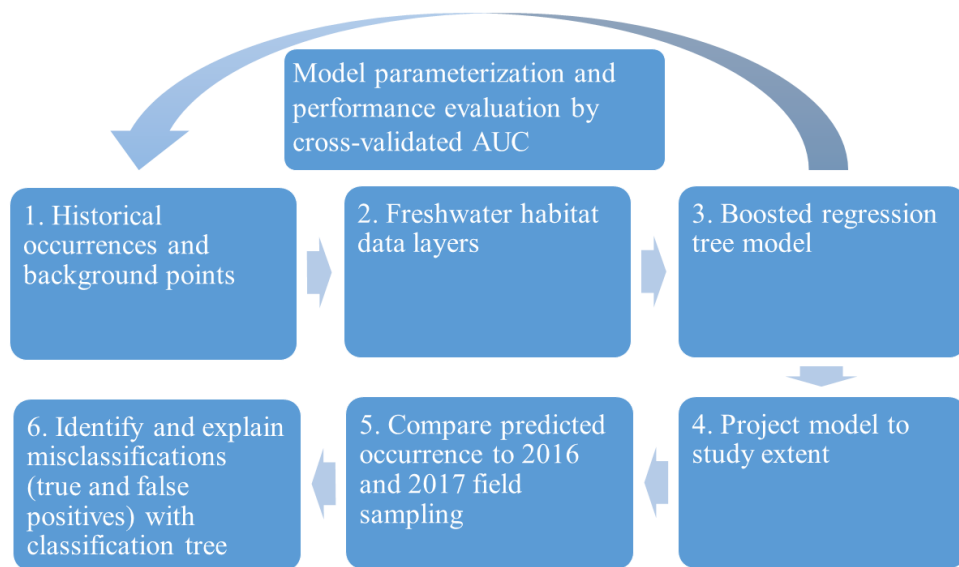 Model parameterization and
performance evaluation by
cross-validated AUC
1. Historical
occurrences and
background points
2. Freshwater habitat
data layers
3. Boosted regression
tree model
4. Project model to
study extent
5. Compare predicted
occurrence to 2016
and 2017 field
sampling
6. Identify and explain
misclassifications
(true and false
positives) with
classification tree